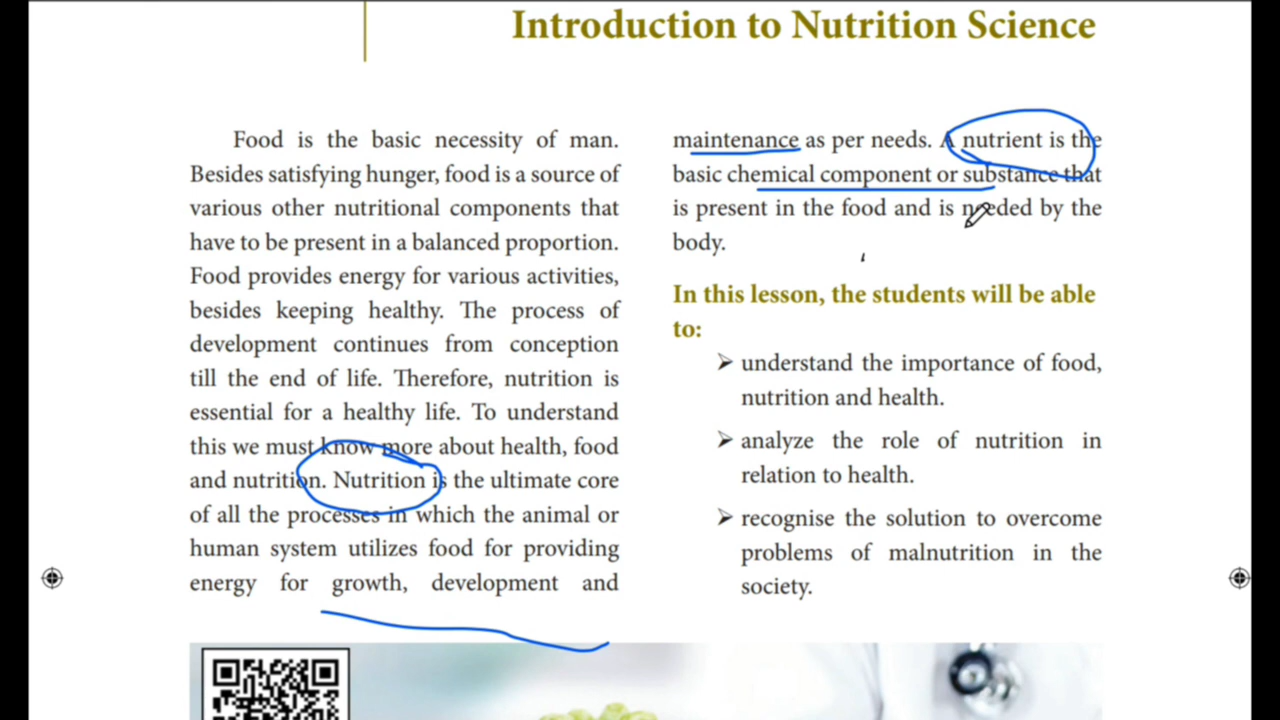 Introduction to Nutrition Science
Food is the basic necessity of man.
Besides satisfying hunger, food is a source of
various other nutritional components that
have to be present in a balanced proportion.
Food provides energy for various activities,
besides keeping healthy. The process of
development continues from conception
till the end of life. Therefore, nutrition is
essential for a healthy life. To understand
this we must know more about health, food
and nutrition. Nutrition is the ultimate core
of all the processes in which the animal or
human system utilizes food for providing
energy for growth, development and
maintenance as per needs. A nutrient is the
basic chemical component or substance that
is present in the food and is needed by the
body.
In this lesson, the students will be able
to:
➢ understand the importance of food,
nutrition and health.
➢ analyze the role of nutrition in
relation to health.
➢ recognise the solution to overcome
problems of malnutrition in the
society.